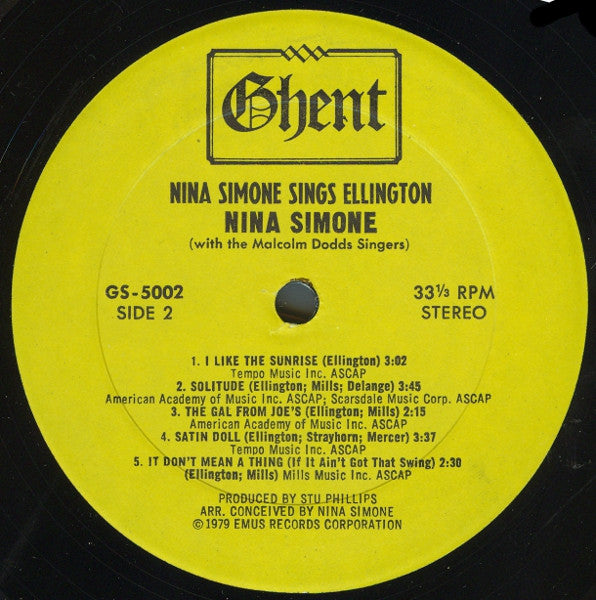 Ghent
NINA SIMONE SINGS ELLINGTON
NINA SIMONE
(with the Malcolm Dodds Singers)
GS-5002
SIDE 2
33⅓ RPM
STEREO
1. I LIKE THE SUNRISE (Ellington) 3:02
Tempo Music Inc. ASCAP
2. SOLITUDE (Ellington; Mills; Delange) 3:45
American Academy of Music Inc. ASCAP; Scarsdale Music Corp. ASCAP
3. THE GAL FROM JOE'S (Ellington; Mills) 2:15
American Academy of Music Inc. ASCAP
4. SATIN DOLL (Ellington; Strayhorn; Mercer) 3:37
Tempo Music Inc. ASCAP
5. IT DON'T MEAN A THING (If It Ain't Got That Swing) 2:30
(Ellington; Mills) Mills Music Inc. ASCAP
PRODUCED BY STU PHILLIPS
ARR. CONCEIVED BY NINA SIMONE
©1979 EMUS RECORDS CORPORATION